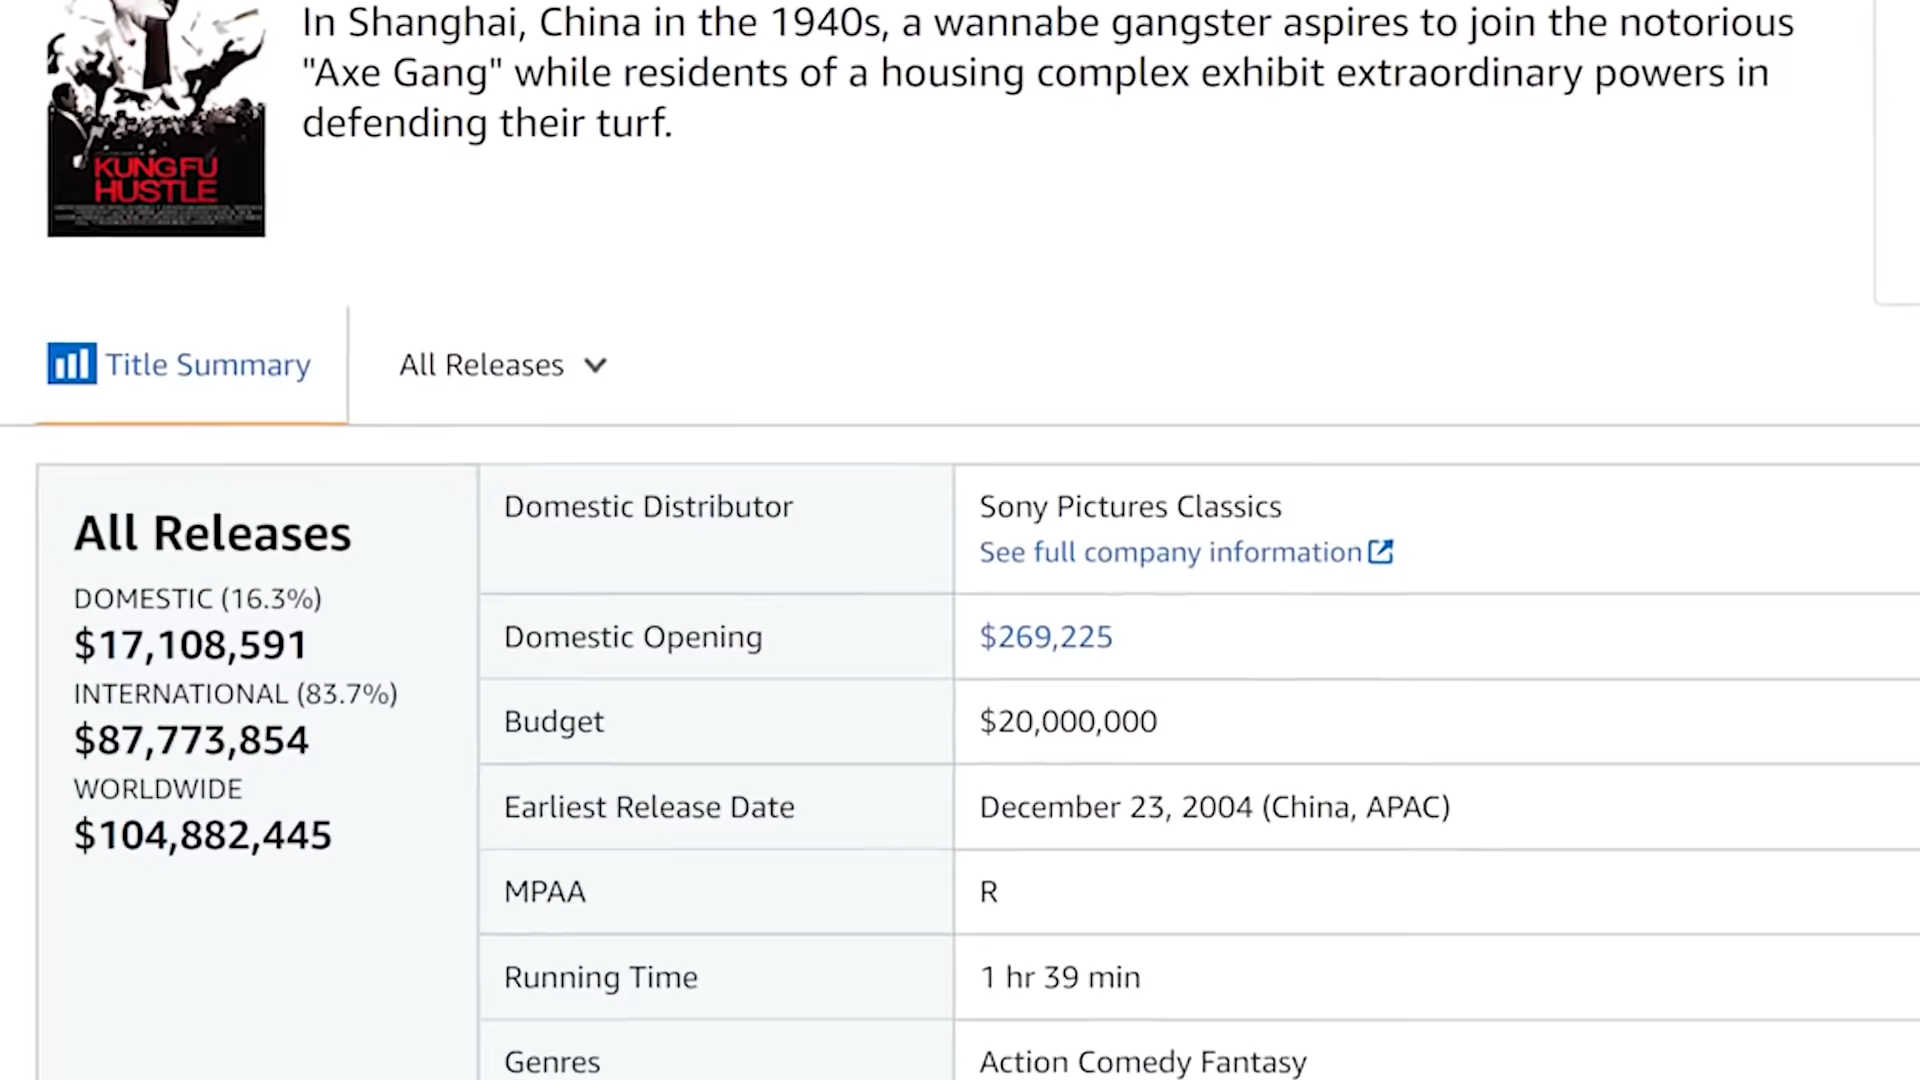 In Shanghai, China in the 1940s, a wannabe gangster aspires to join the notorious
"Axe Gang" while residents of a housing complex exhibit extraordinary powers in
defending their turf.
KUNG FU
HUSTLE
Title Summary
All Releases
All Releases
DOMESTIC (16.3%)
$17,108,591
INTERNATIONAL (83.7%)
$87,773,854
WORLDWIDE
$104,882,445
Domestic Distributor
Sony Pictures Classics
See full company information
Domestic Opening
$269,225
Budget
$20,000,000
Earliest Release Date
December 23, 2004 (China, APAC)
MPAA
R
Running Time
1 hr 39 min
Genres
Action Comedy Fantasy